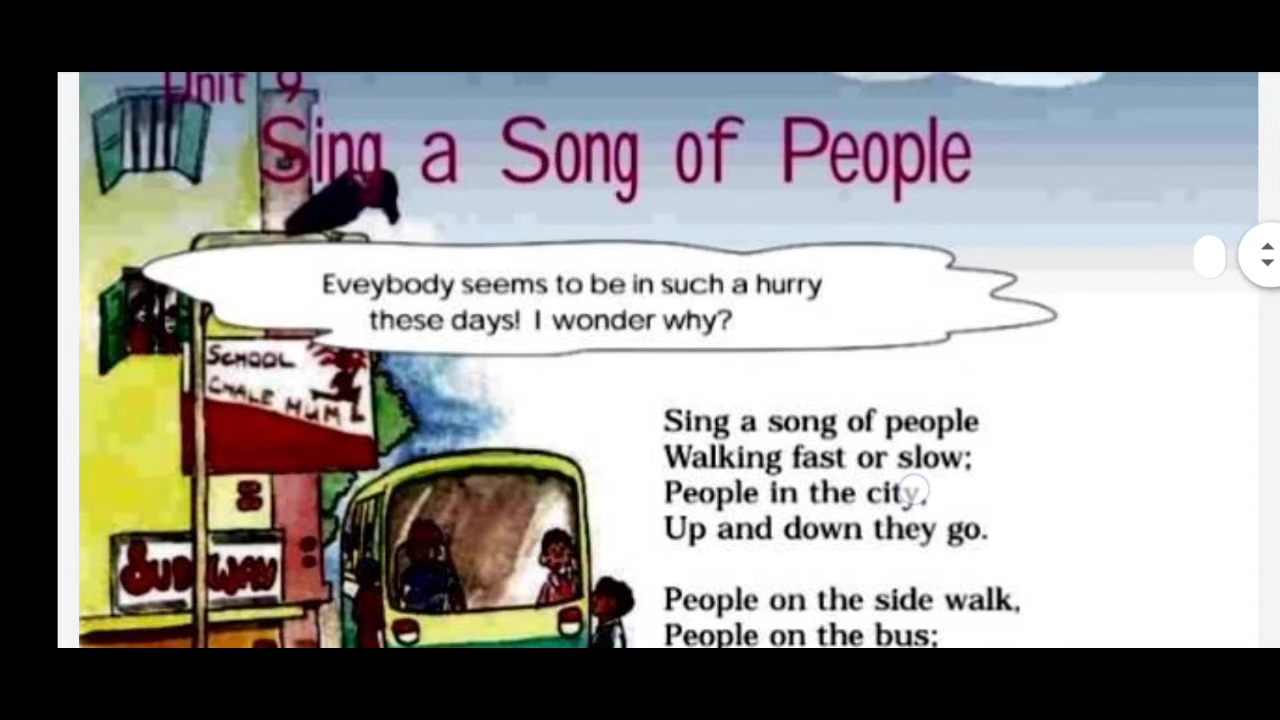 Unit 9
Sing a Song of People
Eveybody seems to be in such a hurry
these days! I wonder why?
SCHOOL
CHALE HUM
SUBWAY
Sing a song of people
Walking fast or slow;
People in the city,
Up and down they go.
People on the side walk,
People on the bus;